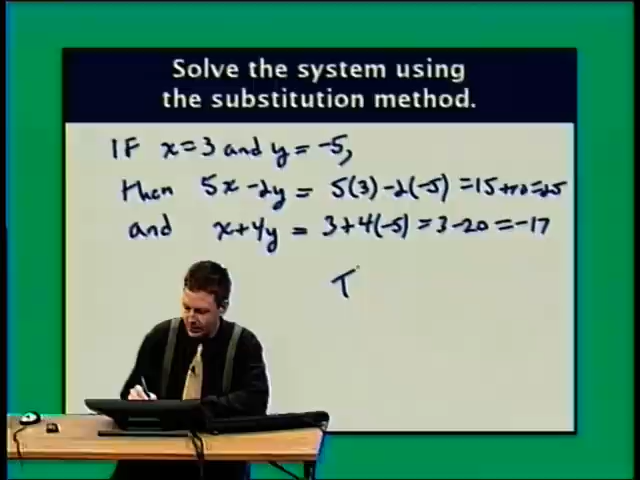 Solve the system using
the substitution method.
IF x=3 and y = -5,
then 5x -2y = 5(3) -2(-5) =15+10=25
and x+4y = 3+4(-5) =3-20 =-17
T